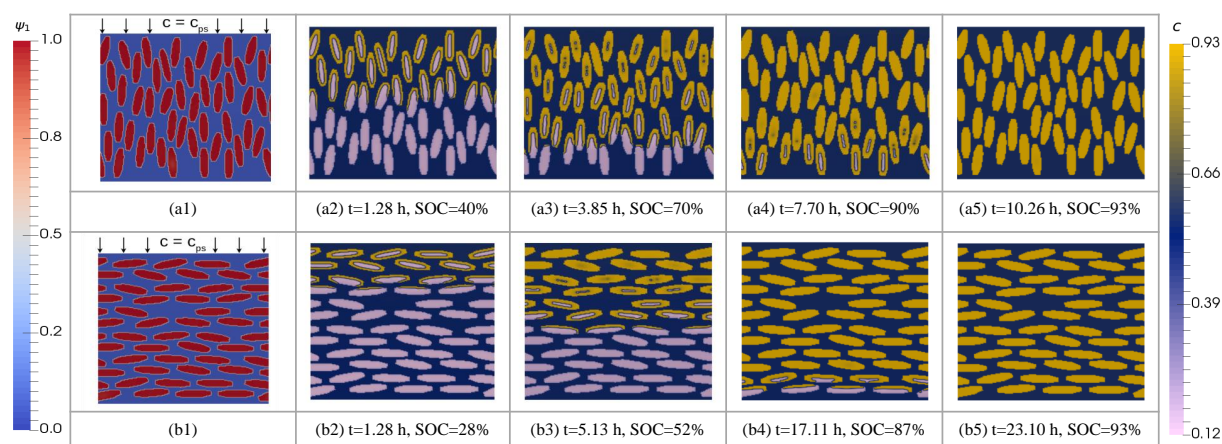 ψ₁
1.0
0.8
0.5
0.2
0.0
c = c_ps
(a1)
(a2) t=1.28 h, SOC=40%
(a3) t=3.85 h, SOC=70%
(a4) t=7.70 h, SOC=90%
(a5) t=10.26 h, SOC=93%
c = c_ps
(b1)
(b2) t=1.28 h, SOC=28%
(b3) t=5.13 h, SOC=52%
(b4) t=17.11 h, SOC=87%
(b5) t=23.10 h, SOC=93%
c
0.93
0.66
0.39
0.12